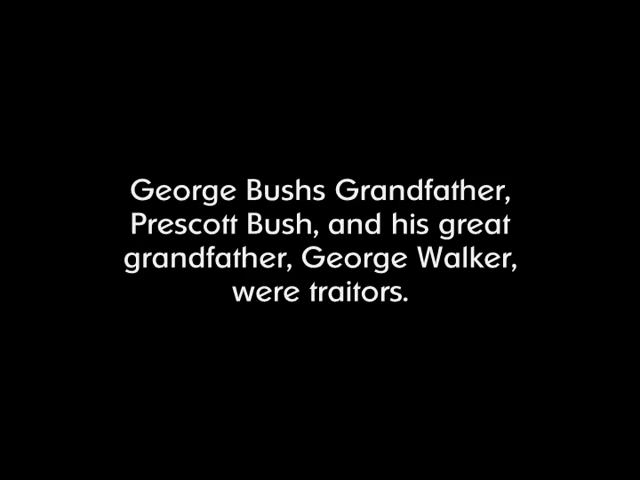 George Bushs Grandfather,
Prescott Bush, and his great
grandfather, George Walker,
were traitors.